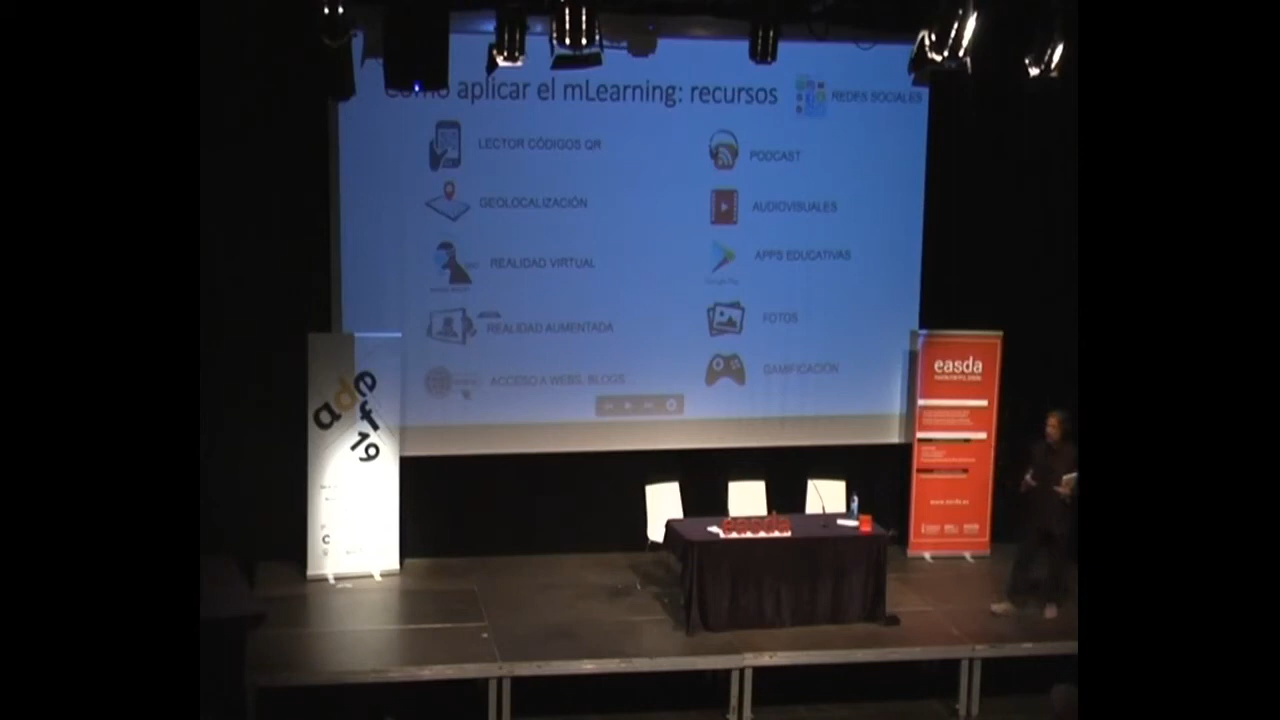 Como aplicar el mLearning: recursos
REDES SOCIALES
LECTOR CÓDIGOS QR
GEOLOCALIZACIÓN
REALIDAD VIRTUAL
REALIDAD AUMENTADA
ACCESO A WEBS, BLOGS...
PODCAST
AUDIOVISUALES
APPS EDUCATIVAS
FOTOS
GAMIFICACIÓN
adef
19
easda
www.easda.es
easda